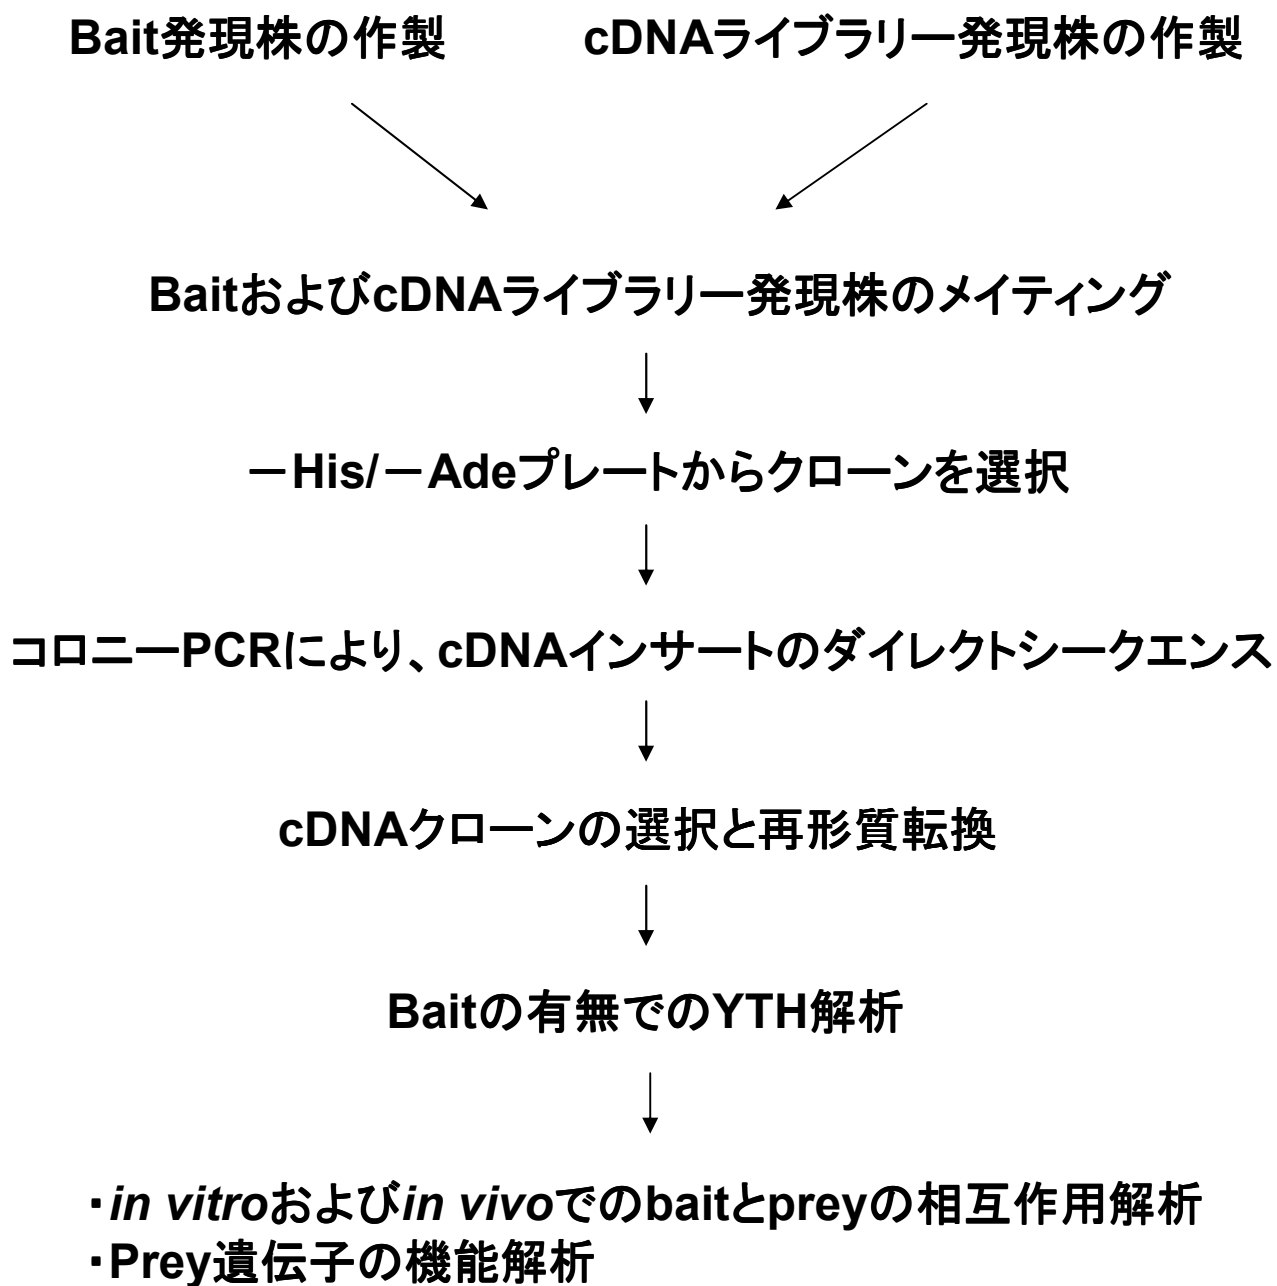 Bait発現株の作製
cDNAライブラリー発現株の作製
BaitおよびcDNAライブラリー発現株のメイティング
－His/－Adeプレートからクローンを選択
コロニーPCRにより、cDNAインサートのダイレクトシークエンス
cDNAクローンの選択と再形質転換
Baitの有無でのYTH解析
・in vitroおよびin vivoでのbaitとpreyの相互作用解析
・Prey遺伝子の機能解析